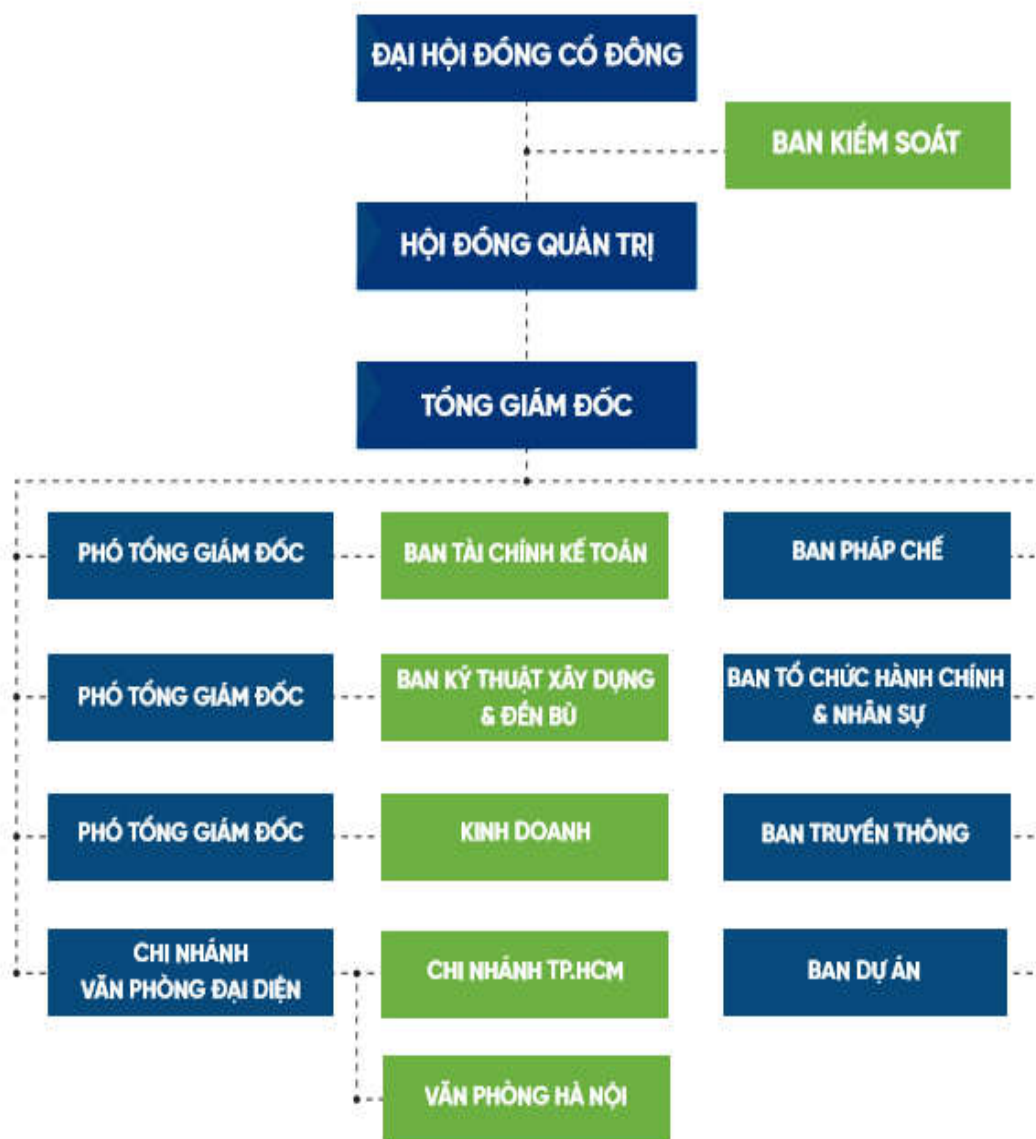 ĐẠI HỘI ĐỒNG CỔ ĐÔNG
BAN KIỂM SOÁT
HỘI ĐỒNG QUẢN TRỊ
TỔNG GIÁM ĐỐC
PHÓ TỔNG GIÁM ĐỐC
BAN TÀI CHÍNH KẾ TOÁN
BAN PHÁP CHẾ
PHÓ TỔNG GIÁM ĐỐC
BAN KỸ THUẬT XÂY DỰNG
& ĐỀN BÙ
BAN TỔ CHỨC HÀNH CHÍNH
& NHÂN SỰ
PHÓ TỔNG GIÁM ĐỐC
KINH DOANH
BAN TRUYỀN THÔNG
CHI NHÁNH
VĂN PHÒNG ĐẠI DIỆN
CHI NHÁNH TP.HCM
BAN DỰ ÁN
VĂN PHÒNG HÀ NỘI